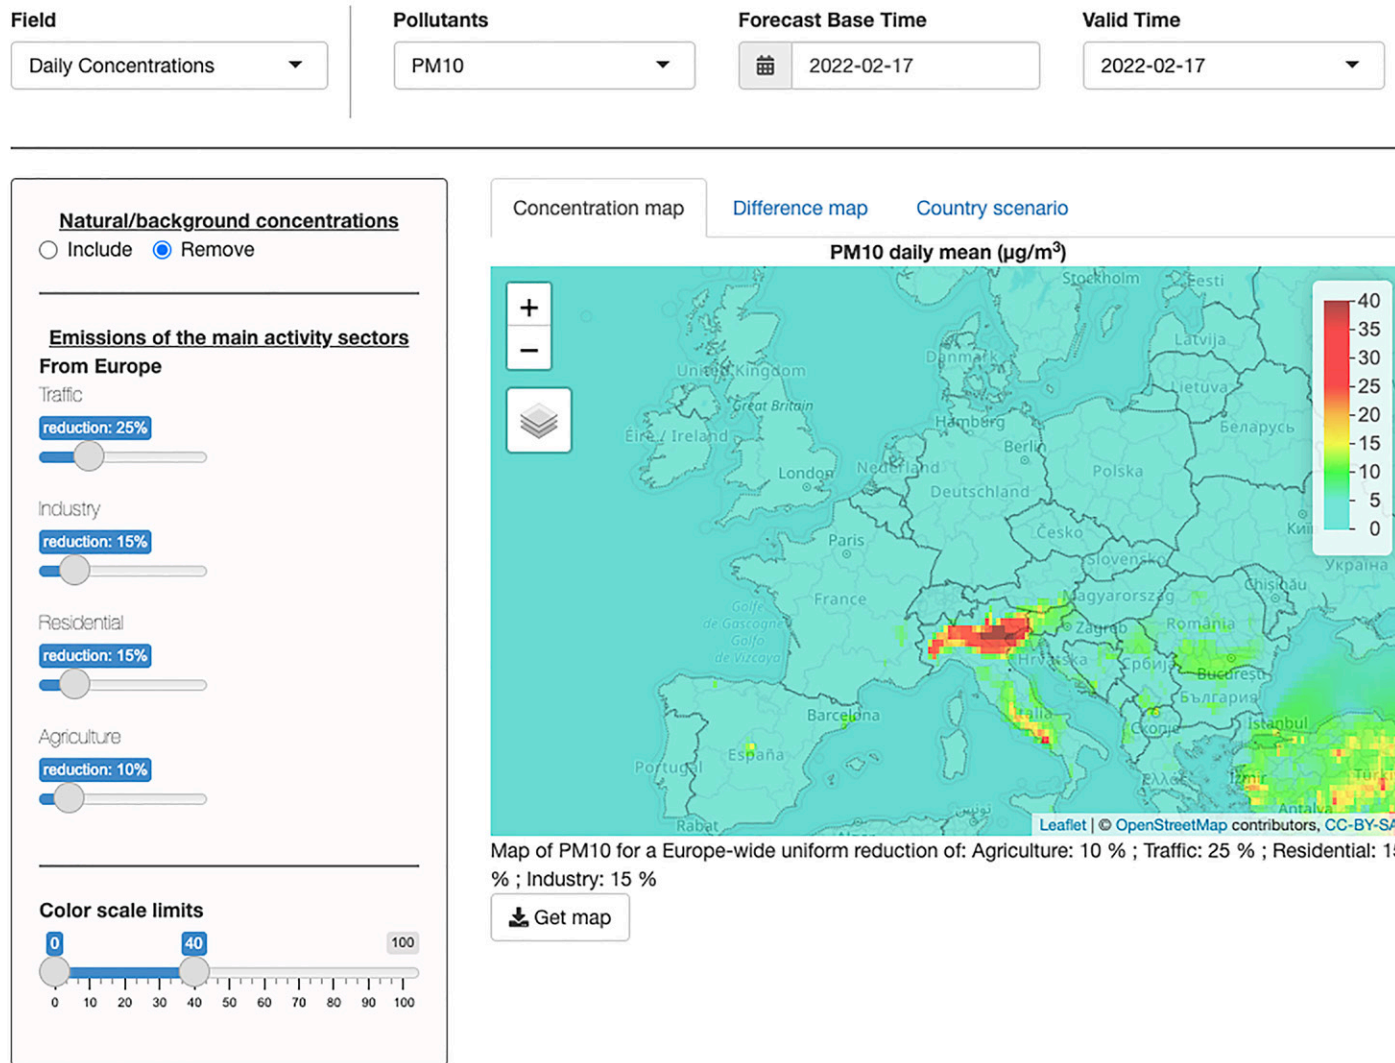 Field
Pollutants
Forecast Base Time
Valid Time
Daily Concentrations
PM10
2022-02-17
2022-02-17
Natural/background concentrations
Include
Remove
Emissions of the main activity sectors
From Europe
Traffic
reduction: 25%
Industry
reduction: 15%
Residential
reduction: 15%
Agriculture
reduction: 10%
Color scale limits
0
40
100
0 10 20 30 40 50 60 70 80 90 100
Concentration map
Difference map
Country scenario
PM10 daily mean (µg/m³)
+
−
Stockholm
Eesti
Latvija
Danmark
United Kingdom
Lietuva
Great Britain
Hamburg
Беларусь
Éire / Ireland
Berlin
London
Nederland
Polska
Deutschland
Paris
Česko
Slovensko
Україна
Chișinău
France
Magyarország
Golfe
de Gascogne
Golfo
de Vizcaya
Zagreb
România
Hrvatska
Србија
București
България
Barcelona
Italia
Скопје
Istanbul
España
Portugal
Ελλάς
İzmir
Antalya
Rabat
تونس
40
35
30
25
20
15
10
5
0
Leaflet | © OpenStreetMap contributors, CC-BY-SA
Map of PM10 for a Europe-wide uniform reduction of: Agriculture: 10 % ; Traffic: 25 % ; Residential: 15
% ; Industry: 15 %
Get map